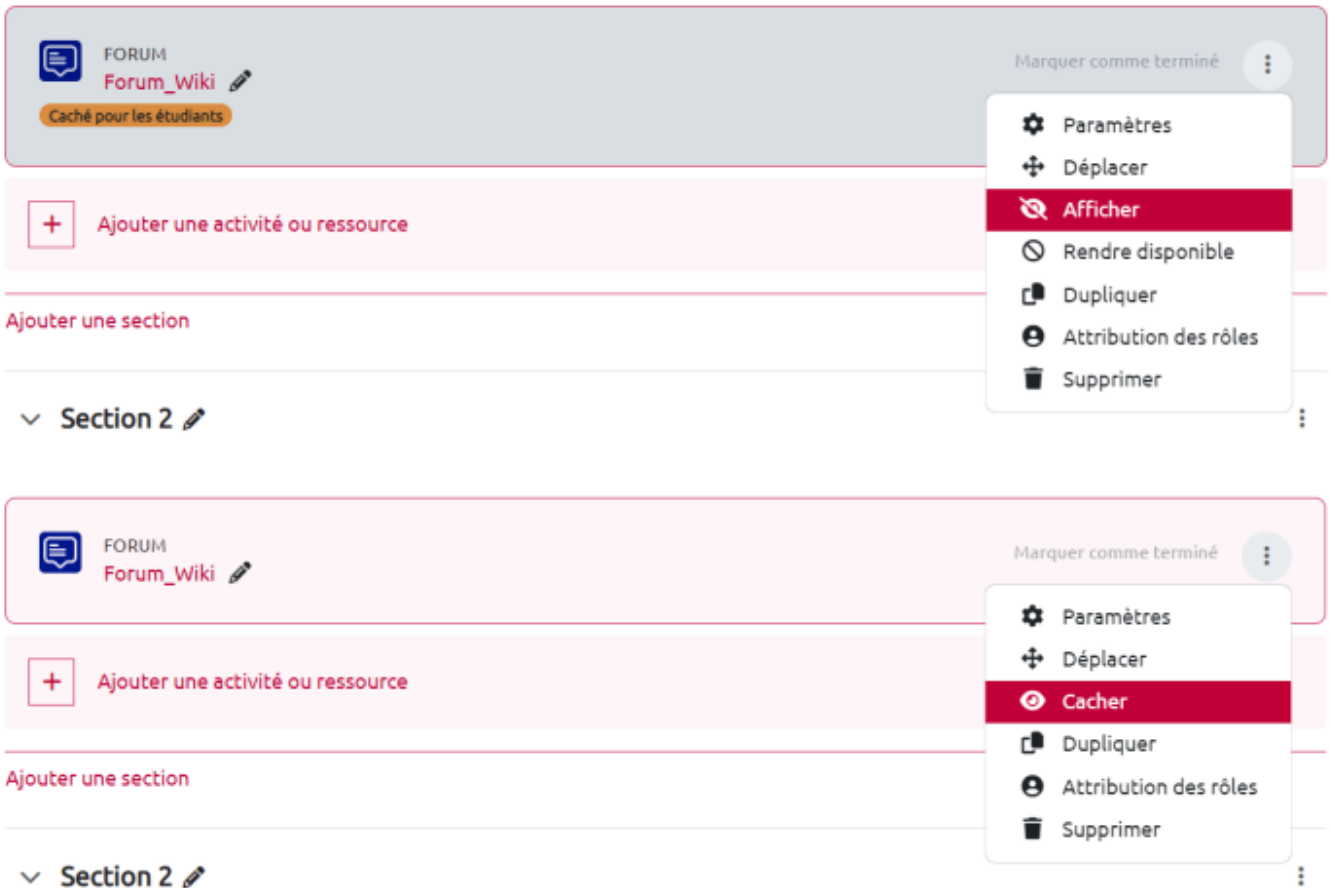 FORUM
Forum_Wiki
Marquer comme terminé
Caché pour les étudiants
Paramètres
Déplacer
Afficher
Rendre disponible
Dupliquer
Attribution des rôles
Supprimer
Ajouter une activité ou ressource
Ajouter une section
Section 2
FORUM
Forum_Wiki
Marquer comme terminé
Paramètres
Déplacer
Cacher
Dupliquer
Attribution des rôles
Supprimer
Ajouter une activité ou ressource
Ajouter une section
Section 2